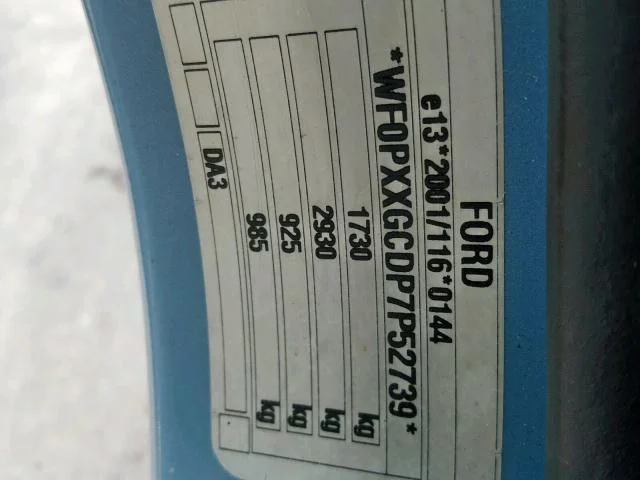 FORD
e13*2001/116*0144
*WF0PXXGCDP7P52739*
1730 kg
2930 kg
925 kg
985 kg
DA3